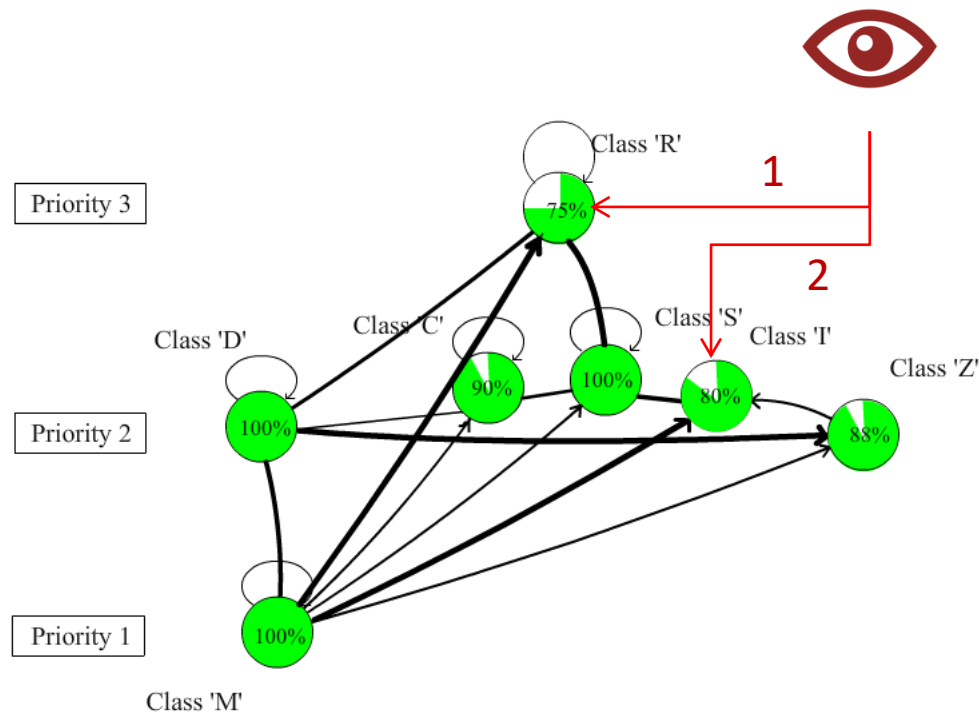 Class 'R'
1
Priority 3
75%
2
Class 'C'
Class 'S'
Class 'I'
Class 'D'
Class 'Z'
90%
100%
80%
Priority 2
100%
88%
Priority 1
100%
Class 'M'